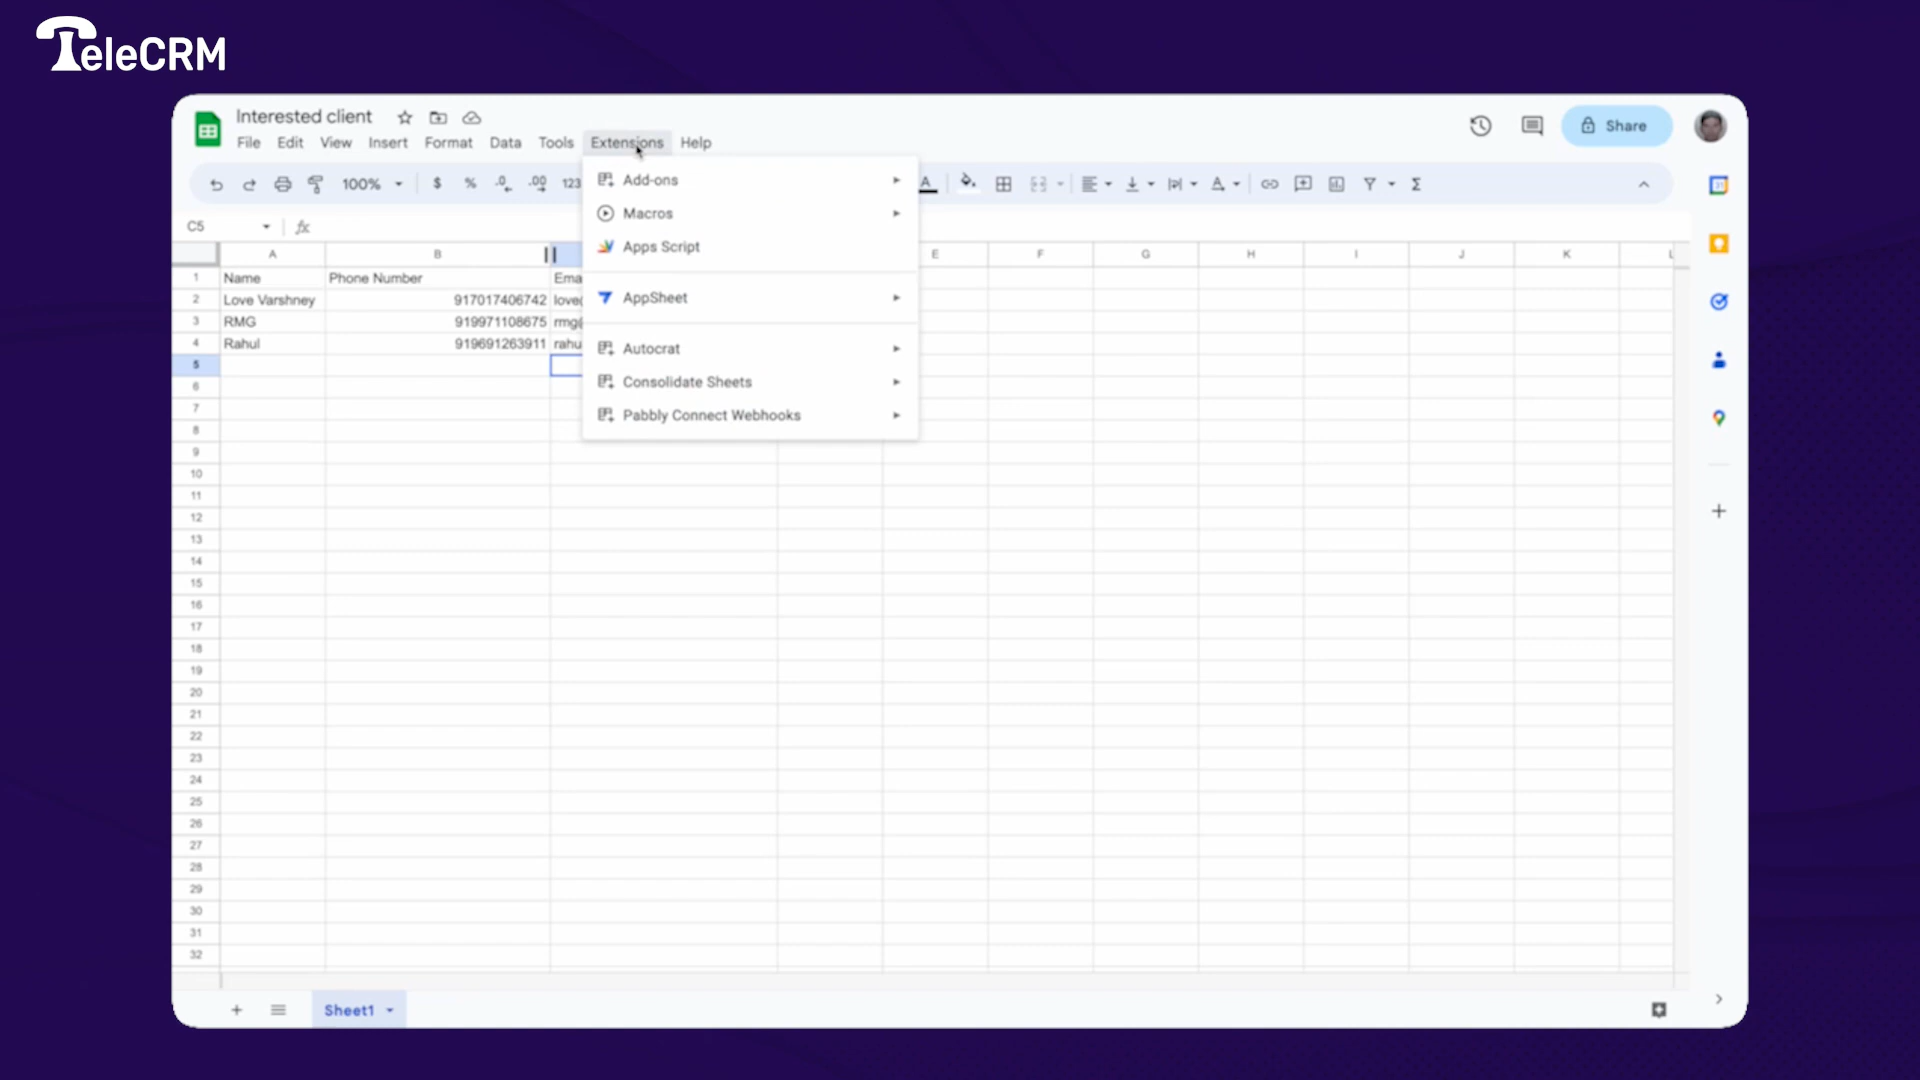 TeleCRM
Interested client
Share
File Edit View Insert Format Data Tools Extensions Help
100% $ % .0 .00 123 A Σ
Add-ons
Macros
Apps Script
AppSheet
Autocrat
Consolidate Sheets
Pabbly Connect Webhooks
C5 fx
A B E F G H I J K L
1 Name Phone Number Ema
2 Love Varshney 917017406742 love
3 RMG 919971108675 rmg
4 Rahul 919691263911 rahu
5
6
7
8
9
10
11
12
13
14
15
16
17
18
19
20
21
22
23
24
25
26
27
28
29
30
31
32
Sheet1